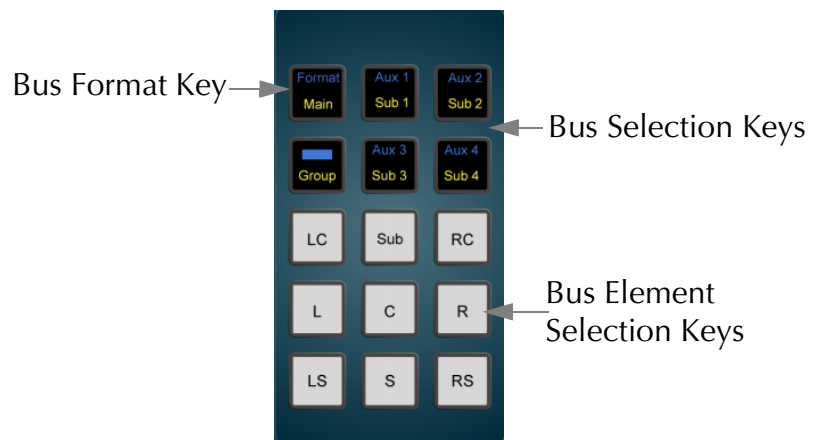 Bus Format Key
Format Aux 1 Aux 2
Main Sub 1 Sub 2
Bus Selection Keys
Aux 3 Aux 4
Group Sub 3 Sub 4
LC Sub RC
Bus Element
Selection Keys
L C R
LS S RS